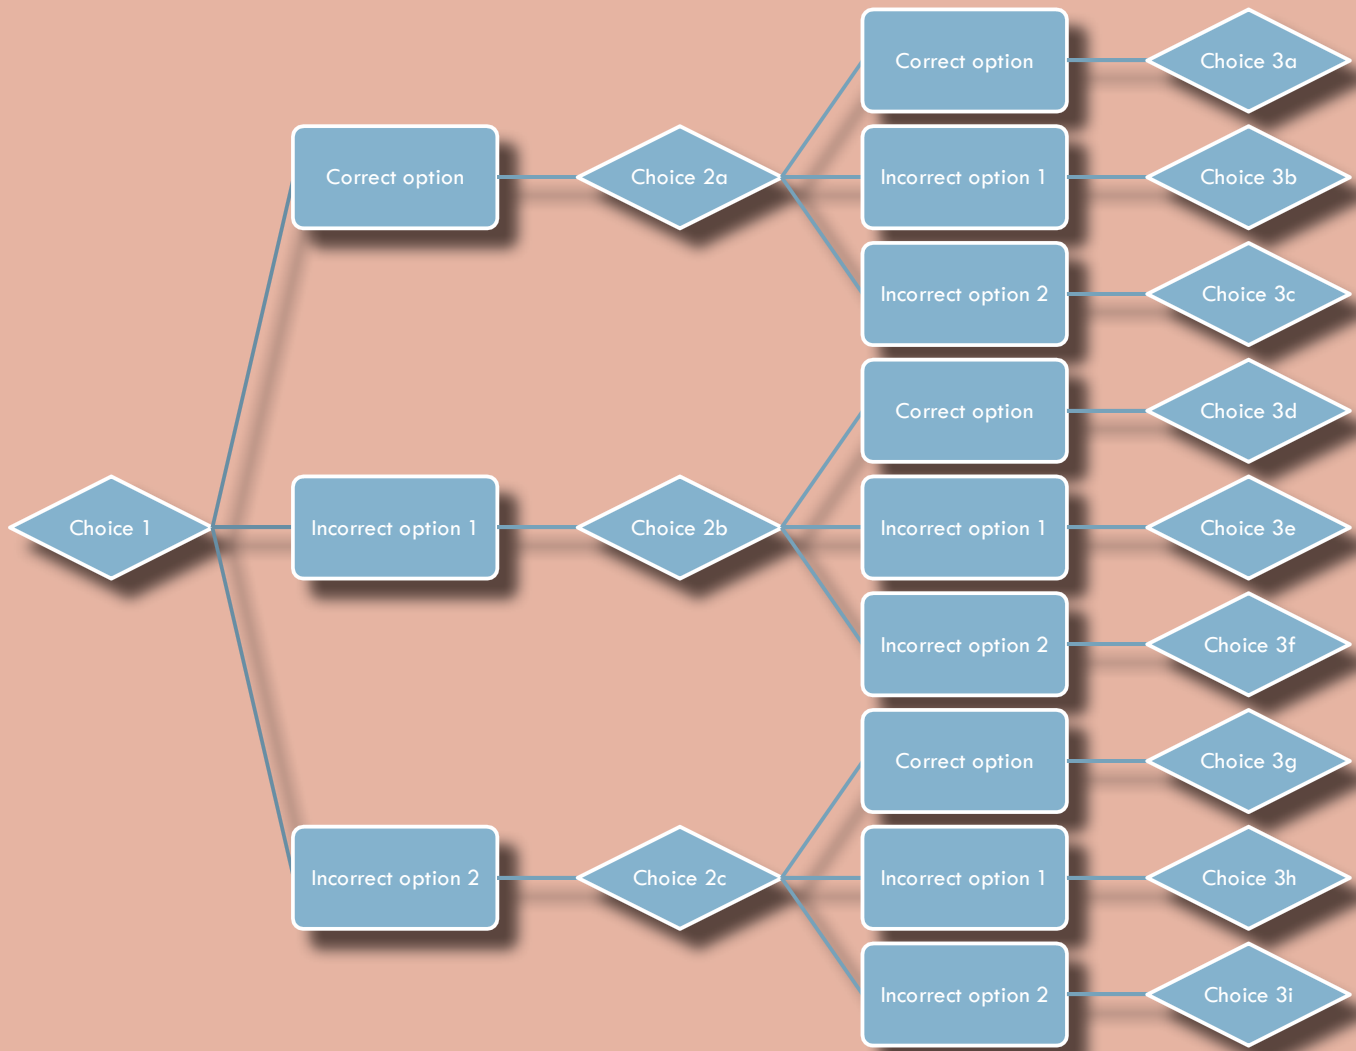 Correct option
Choice 3a
Correct option
Choice 2a
Incorrect option 1
Choice 3b
Incorrect option 2
Choice 3c
Correct option
Choice 3d
Choice 1
Incorrect option 1
Choice 2b
Incorrect option 1
Choice 3e
Incorrect option 2
Choice 3f
Correct option
Choice 3g
Incorrect option 2
Choice 2c
Incorrect option 1
Choice 3h
Incorrect option 2
Choice 3i